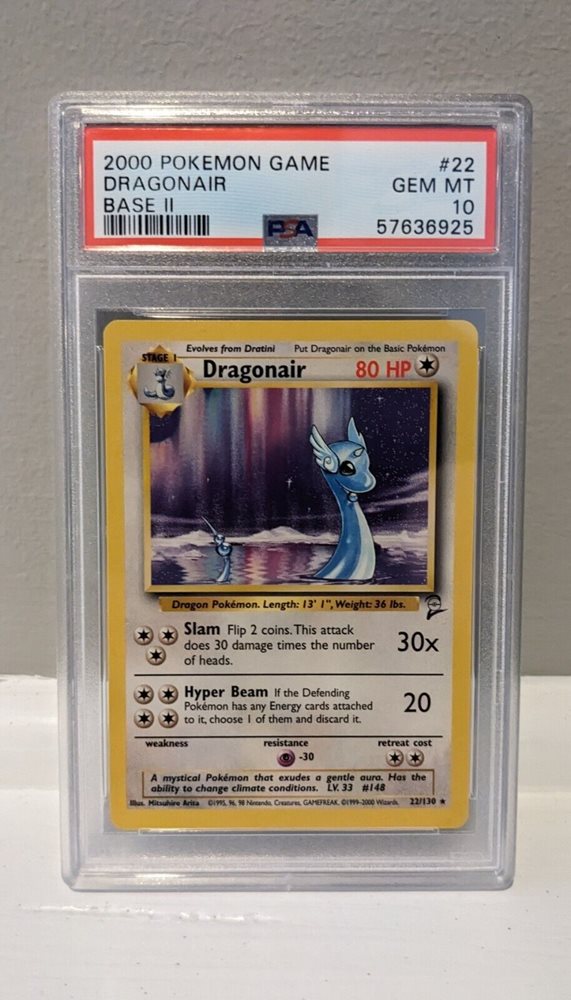 2000 POKEMON GAME #22
DRAGONAIR GEM MT
BASE II 10
PSA 57636925
Evolves from Dratini Put Dragonair on the Basic Pokémon
STAGE 1
Dragonair 80 HP
Dragon Pokémon. Length: 13' 1", Weight: 36 lbs.
Slam Flip 2 coins. This attack
does 30 damage times the number 30x
of heads.
Hyper Beam If the Defending
Pokémon has any Energy cards attached 20
to it, choose 1 of them and discard it.
weakness resistance retreat cost
-30
A mystical Pokémon that exudes a gentle aura. Has the
ability to change climate conditions. LV. 33 #148
Illus. Mitsuhiro Arita ©1995, 96, 98 Nintendo, Creatures, GAMEFREAK. ©1999-2000 Wizards. 22/130 ★